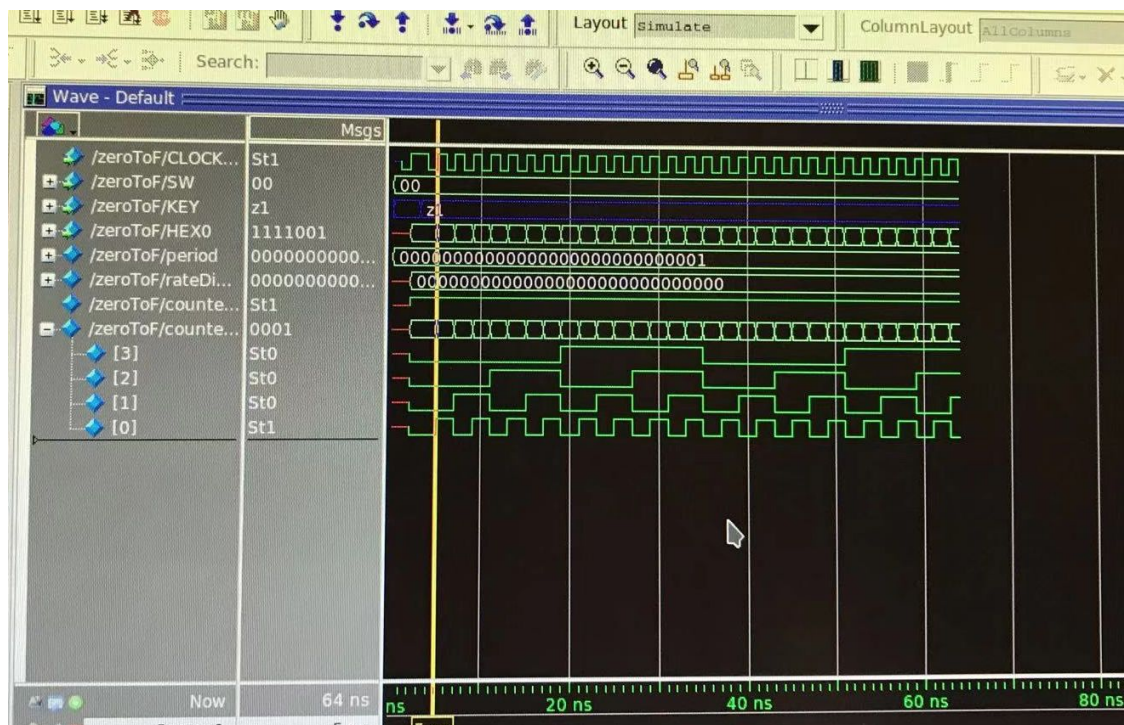 Layout Simulate ColumnLayout AllColumns
Search:
Wave - Default
Msgs
/zeroToF/CLOCK... St1
/zeroToF/SW 00 00
/zeroToF/KEY z1 z1
/zeroToF/HEX0 1111001
/zeroToF/period 0000000000... 00000000000000000000000000000001
/zeroToF/rateDi... 0000000000... 00000000000000000000000000000000
/zeroToF/counte... St1
/zeroToF/counte... 0001
[3] St0
[2] St0
[1] St0
[0] St1
Now 64 ns ns 20 ns 40 ns 60 ns 80 ns